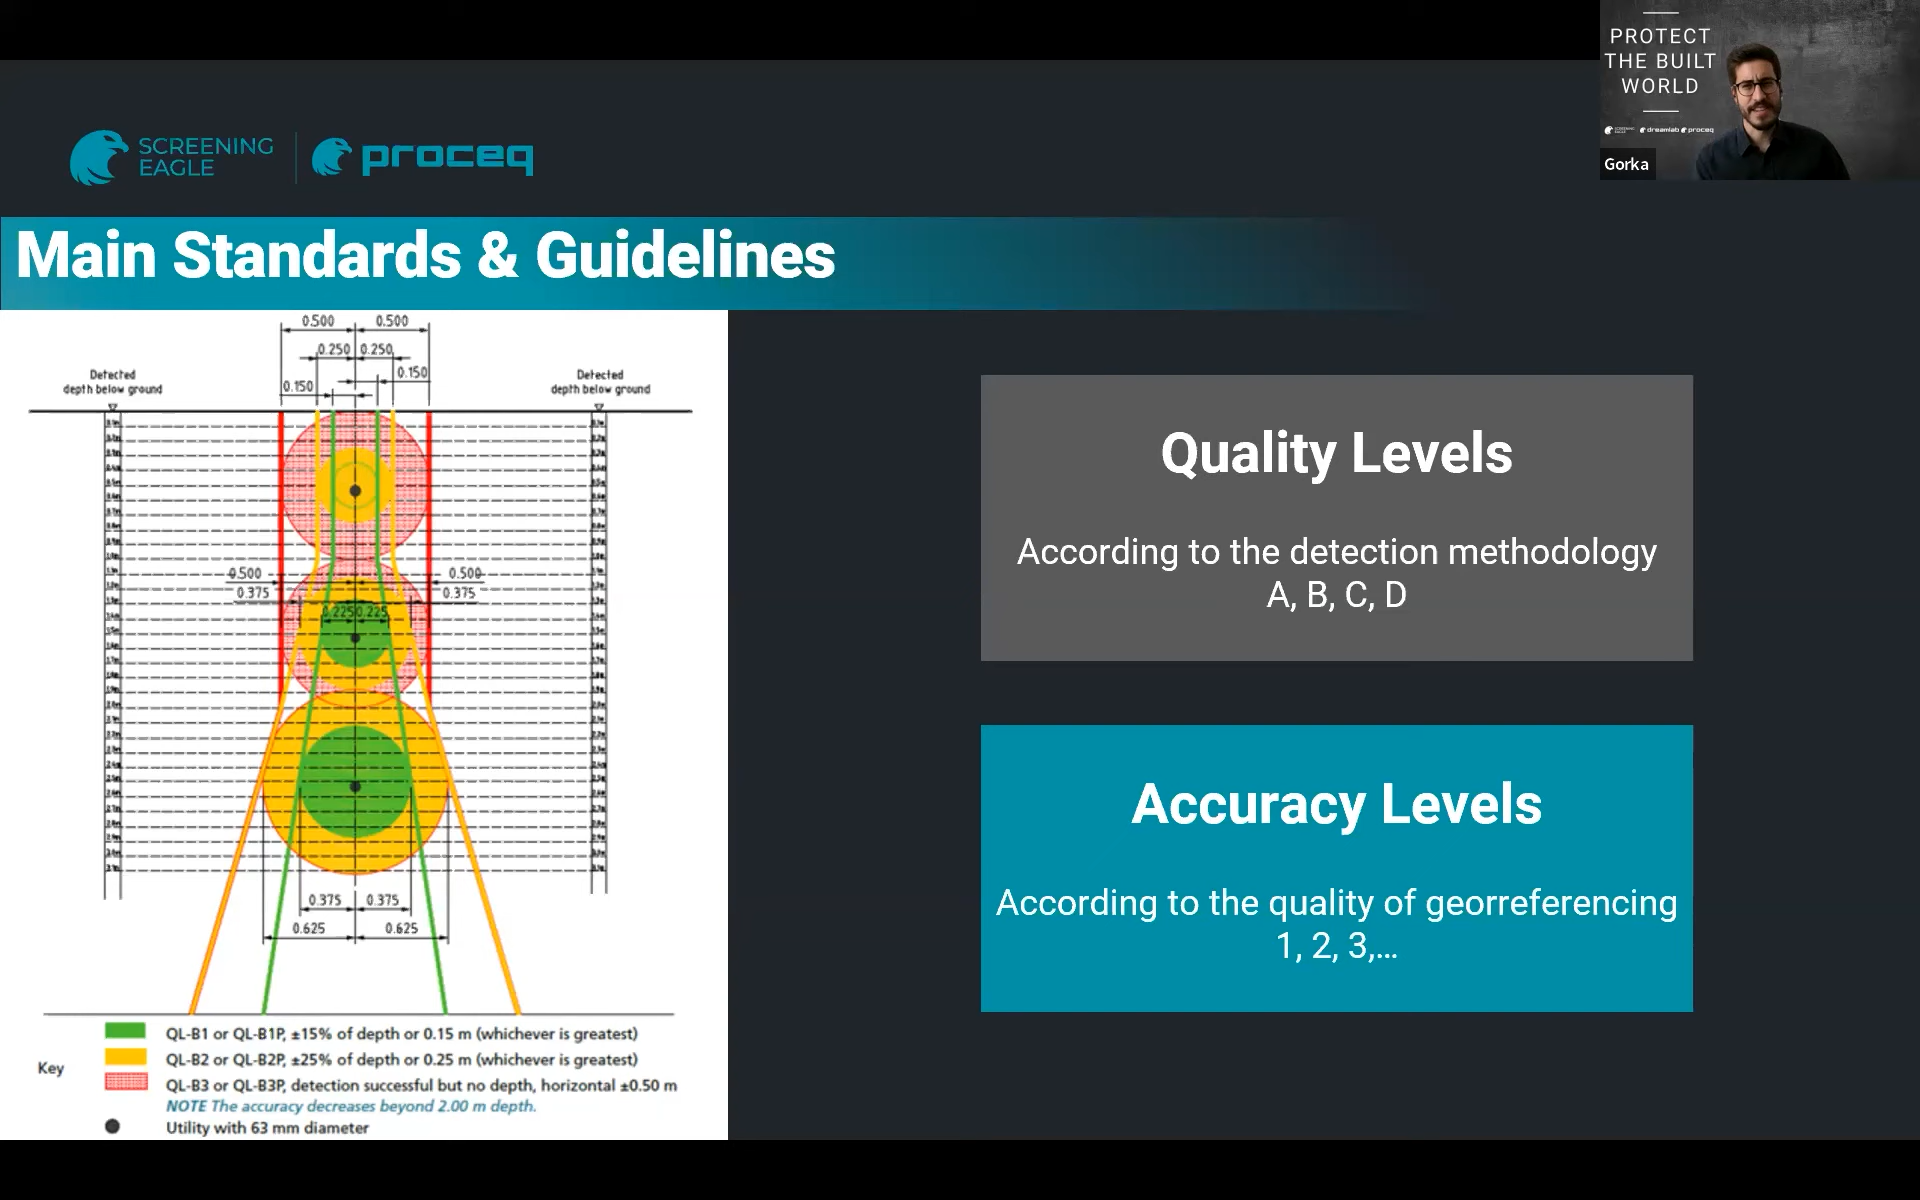 PROTECT
THE BUILT
WORLD
SCREENING
EAGLE
dreamlab
proceq
Gorka
SCREENING
EAGLE
proceq
Main Standards & Guidelines
0.500 0.500
0.250 0.250
0.150
0.150
Detected
depth below ground
Detected
depth below ground
0.500 0.500
0.375 0.375
0.225 0.225
0.375 0.375
0.625 0.625
Key
QL-B1 or QL-B1P, ±15% of depth or 0.15 m (whichever is greatest)
QL-B2 or QL-B2P, ±25% of depth or 0.25 m (whichever is greatest)
QL-B3 or QL-B3P, detection successful but no depth, horizontal ±0.50 m
NOTE The accuracy decreases beyond 2.00 m depth.
Utility with 63 mm diameter
Quality Levels
According to the detection methodology
A, B, C, D
Accuracy Levels
According to the quality of georreferencing
1, 2, 3,...